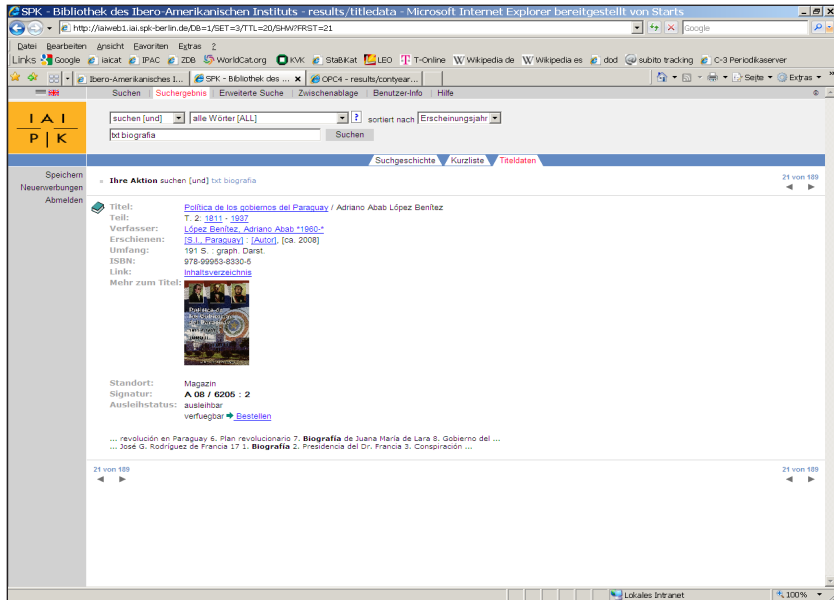 SPK - Bibliothek des Ibero-Amerikanischen Instituts - results/titledata - Microsoft Internet Explorer bereitgestellt von Starts
http://iaiweb1.iai.spk-berlin.de/DB=1/SET=3/TTL=20/SHW?FRST=21
Google
Datei Bearbeiten Ansicht Favoriten Extras ?
Links Google iaicat IPAC ZDB WorldCat.org KVK StaBiKat LEO T-Online Wikipedia de Wikipedia es dod subito tracking C-3 Periodikaserver
Ibero-Amerikanisches I... SPK - Bibliothek des ... OPC4 - results/contyear... Seite Extras
Suchen | Suchergebnis | Erweiterte Suche | Zwischenablage | Benutzer-Info | Hilfe
I A I
P | K
suchen [und] alle Wörter [ALL] ? sortiert nach Erscheinungsjahr
txt biografia Suchen
Suchgeschichte Kurzliste Titeldaten
Speichern
Neuerwerbungen
Abmelden
Ihre Aktion suchen [und] txt biografia
21 von 189
Titel: Política de los gobiernos del Paraguay / Adriano Abab López Benítez
Teil: T. 2: 1811 - 1937
Verfasser: López Benítez, Adriano Abab *1960-*
Erschienen: [S.l., Paraguay] : [Autor], [ca. 2008]
Umfang: 191 S. : graph. Darst.
ISBN: 978-99953-8330-5
Link: Inhaltsverzeichnis
Mehr zum Titel:
Política de
los Gobiernos
del Paraguay
Standort: Magazin
Signatur: A 08 / 6205 : 2
Ausleihstatus: ausleihbar
verfuegbar Bestellen
... revolución en Paraguay 6. Plan revolucionario 7. Biografía de Juana María de Lara 8. Gobierno del ...
... José G. Rodríguez de Francia 17 1. Biografía 2. Presidencia del Dr. Francia 3. Conspiración ...
21 von 189
21 von 189
Lokales Intranet 100%